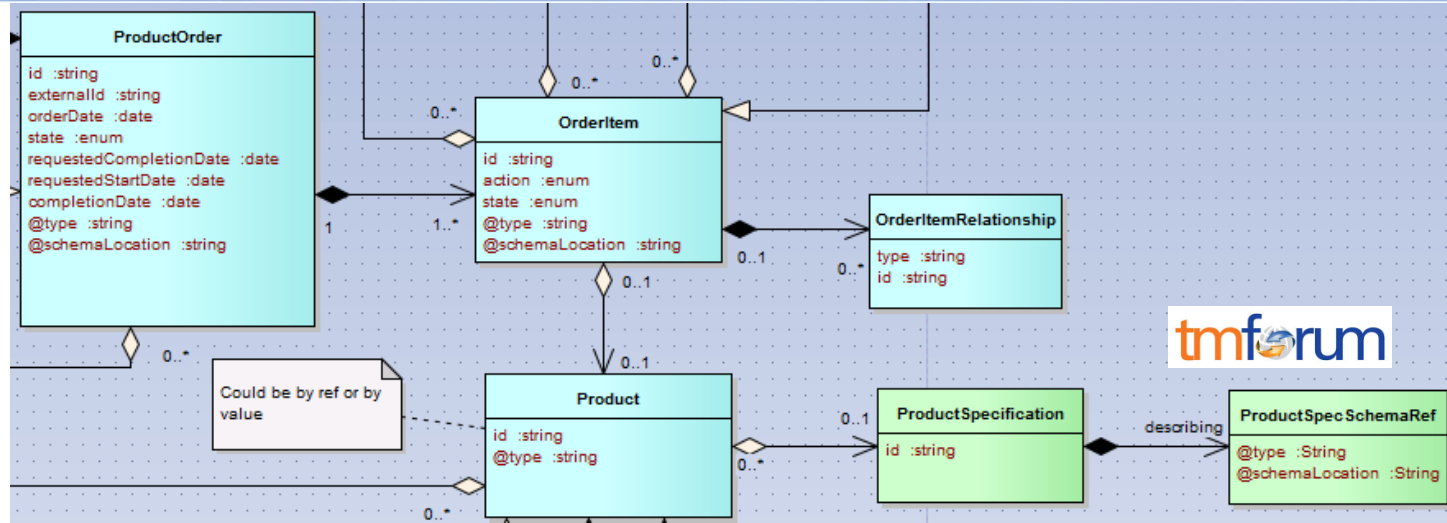 ProductOrder
id :string
externalId :string
orderDate :date
state :enum
requestedCompletionDate :date
requestedStartDate :date
completionDate :date
@type :string
@schemaLocation :string
0..*
0..*
0..*
OrderItem
id :string
action :enum
state :enum
@type :string
@schemaLocation :string
1
1..*
0..1
0..*
OrderItemRelationship
type :string
id :string
0..1
0..1
0..*
Could be by ref or by
value
Product
id :string
@type :string
0..*
0..*
0..1
ProductSpecification
id :string
describing
ProductSpecSchemaRef
@type :String
@schemaLocation :String
tmforum